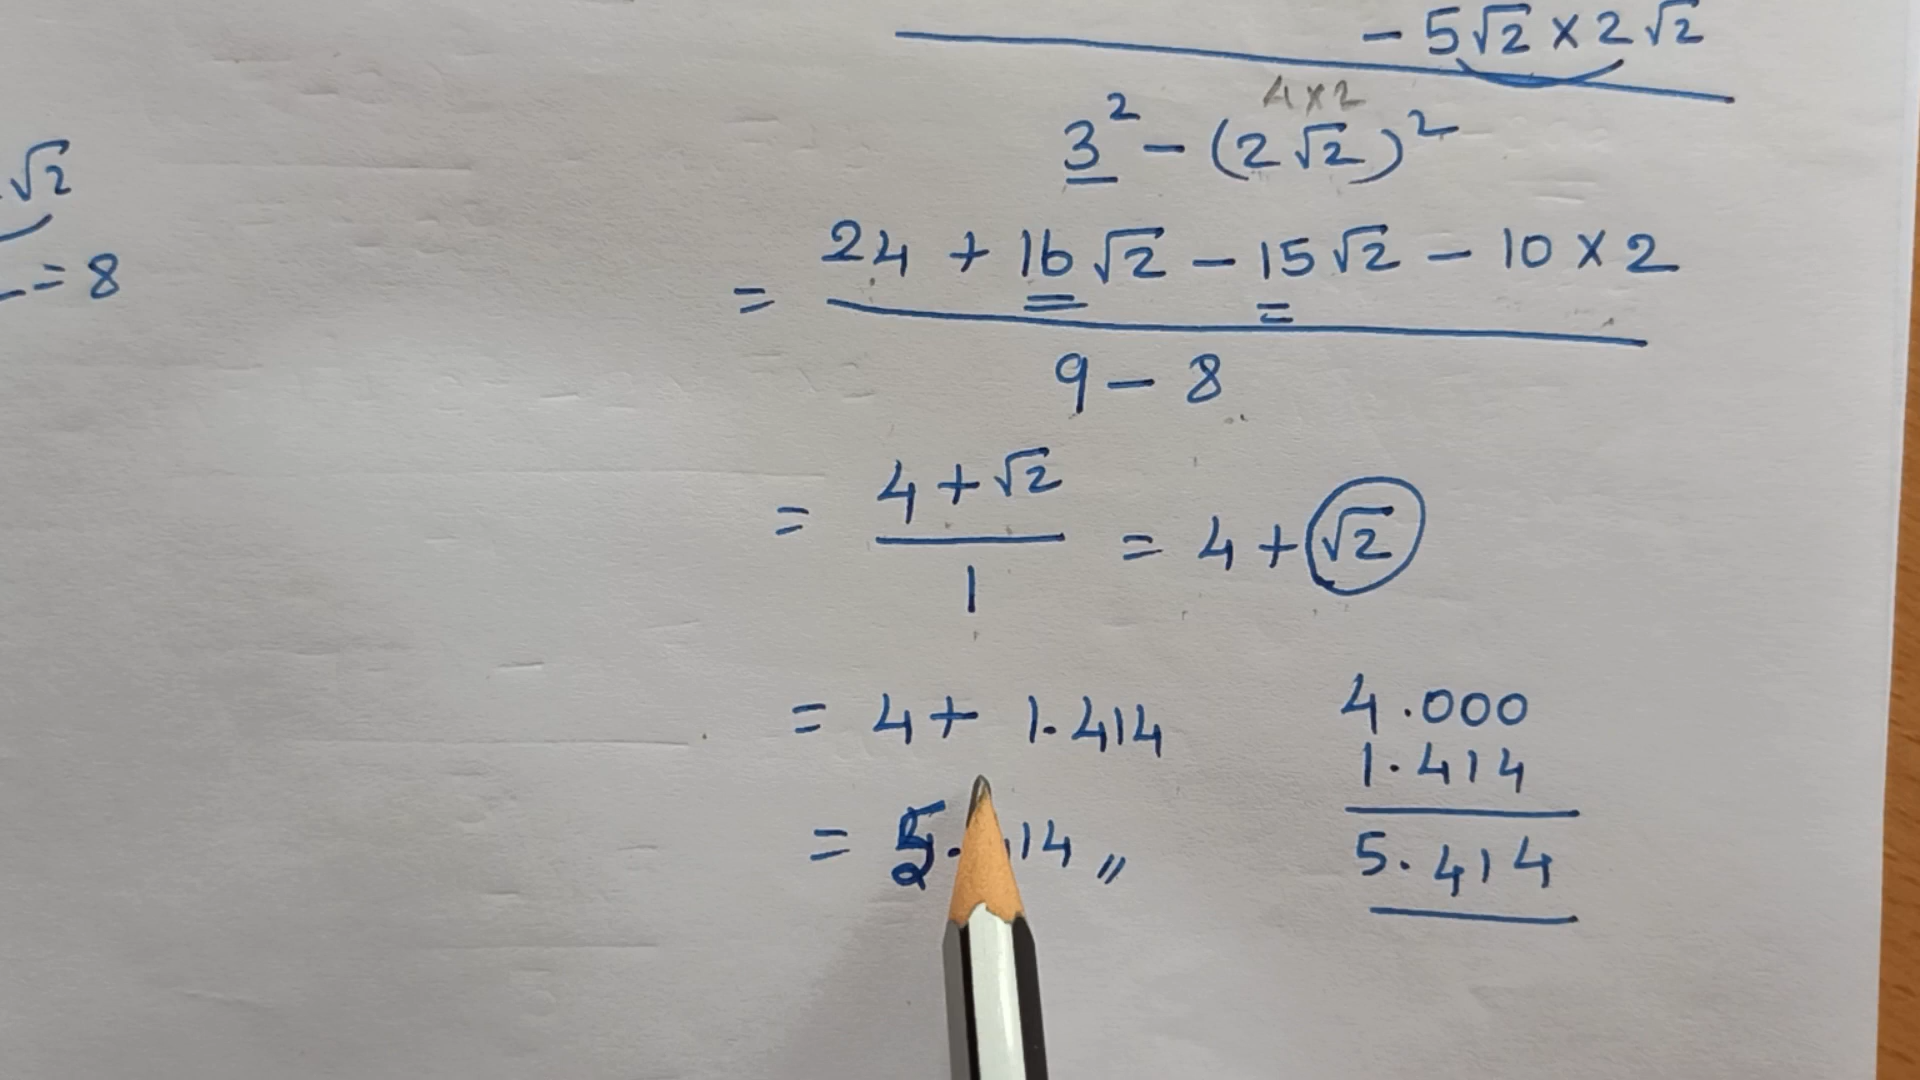 - 5√2 × 2√2
4×2
3² - (2√2)²
√2
= 8
= 24 + 16√2 - 15√2 - 10 × 2
9 - 8
= 4 + √2 = 4 + √2
1
= 4 + 1.414
4.000
1.414
= 5. 14 〃
5.414